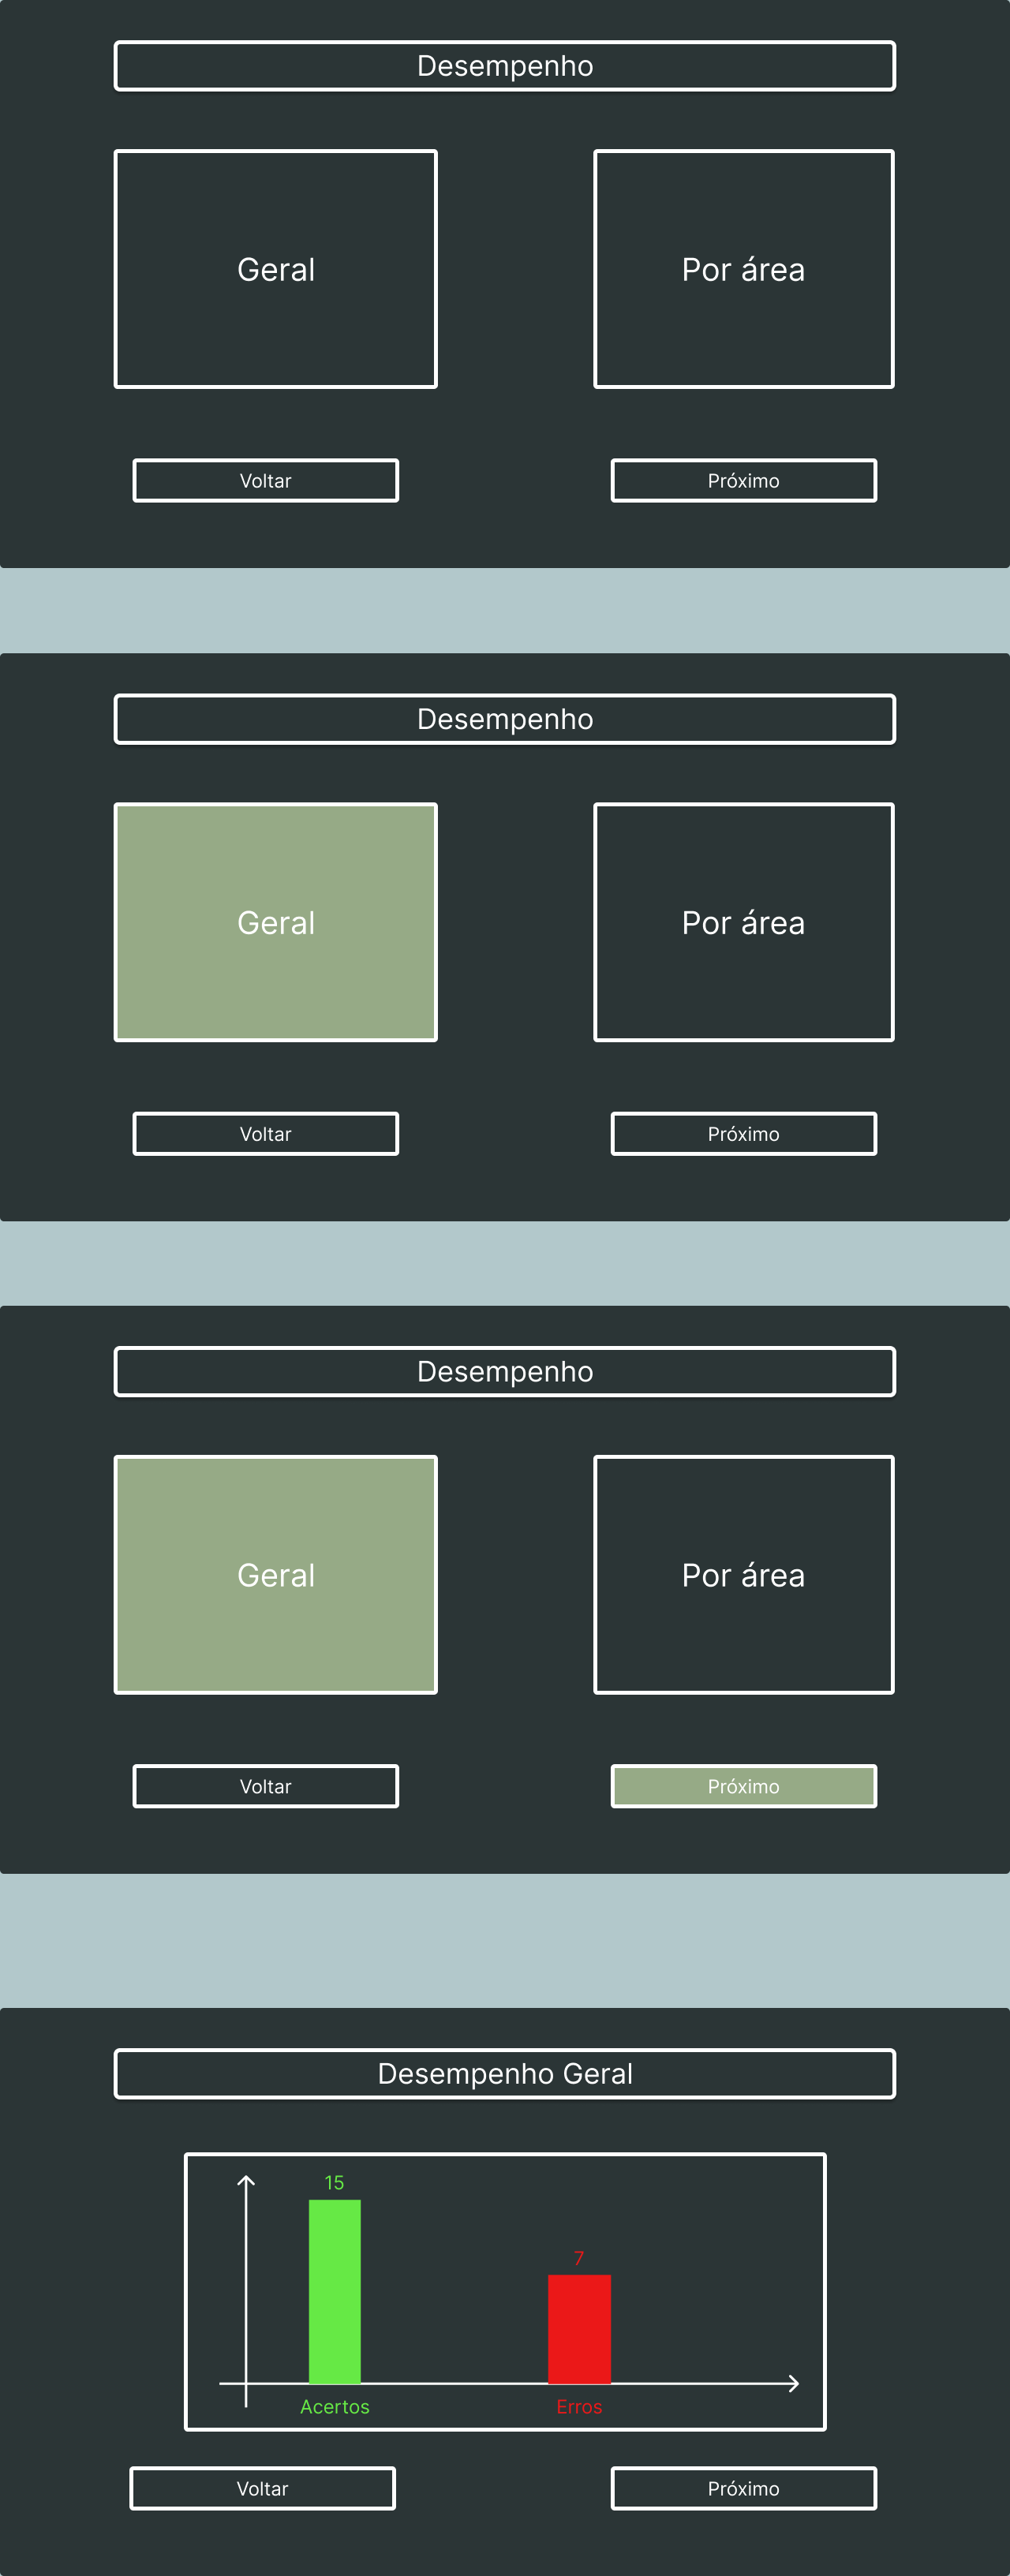 Desempenho
Geral
Por área
Voltar
Próximo
Desempenho
Geral
Por área
Voltar
Próximo
Desempenho
Geral
Por área
Voltar
Próximo
Desempenho Geral
15
7
Acertos
Erros
Voltar
Próximo